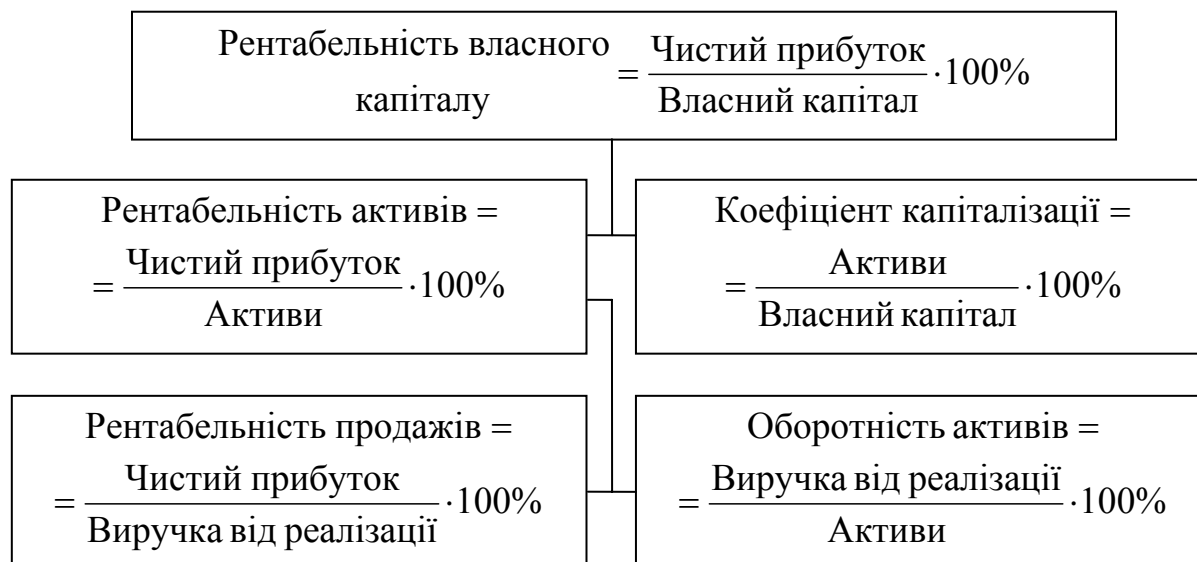 Рентабельність власного капіталу = Чистий прибуток / Власний капітал · 100%
Рентабельність активів =
= Чистий прибуток / Активи · 100%
Коефіціент капіталізації =
= Активи / Власний капітал · 100%
Рентабельність продажів =
= Чистий прибуток / Виручка від реалізації · 100%
Оборотність активів =
= Виручка від реалізації / Активи · 100%